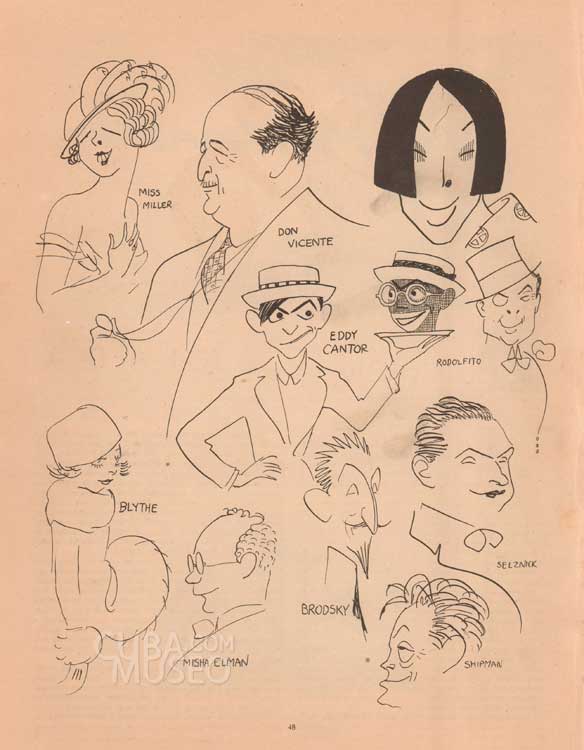 MISS
MILLER
DON
VICENTE
EDDY
CANTOR
RODOLFITO
BLYTHE
SELZNICK
BRODSKY
MISHA ELMAN
SHIPMAN
CUBA.COM
MUSEO
48